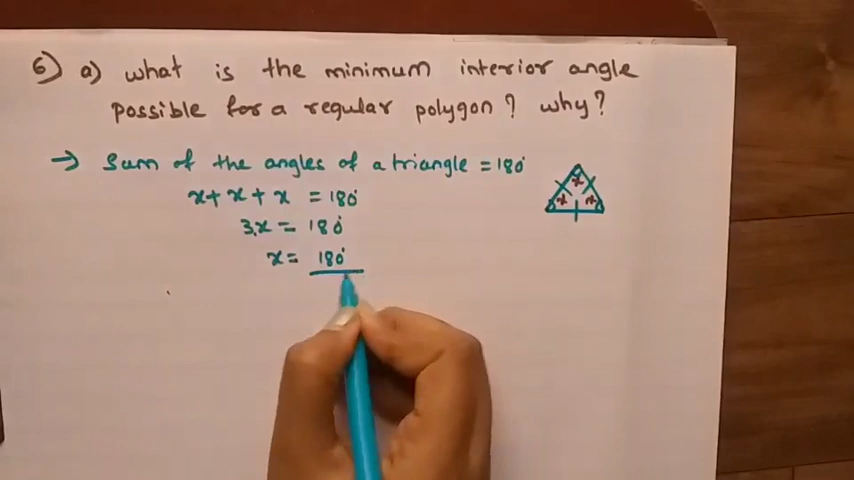 6) a) what is the minimum interior angle
possible for a regular polygon? why?
→ Sum of the angles of a triangle = 180°
x + x + x = 180°
3x = 180°
x = 180°
x
x x